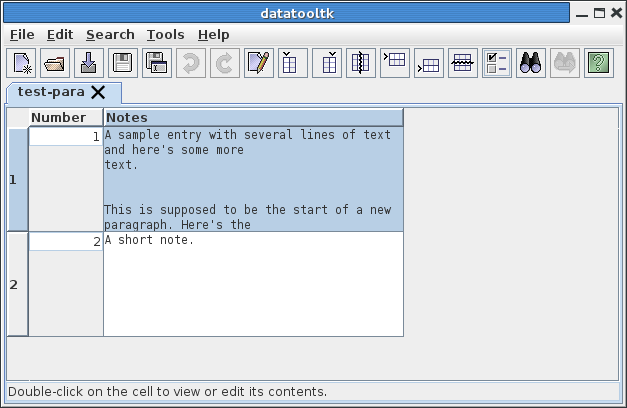 datatooltk
File Edit Search Tools Help
test-para
Number Notes
1 1 A sample entry with several lines of text
and here's some more
text.
This is supposed to be the start of a new
paragraph. Here's the
2 2 A short note.
Double-click on the cell to view or edit its contents.